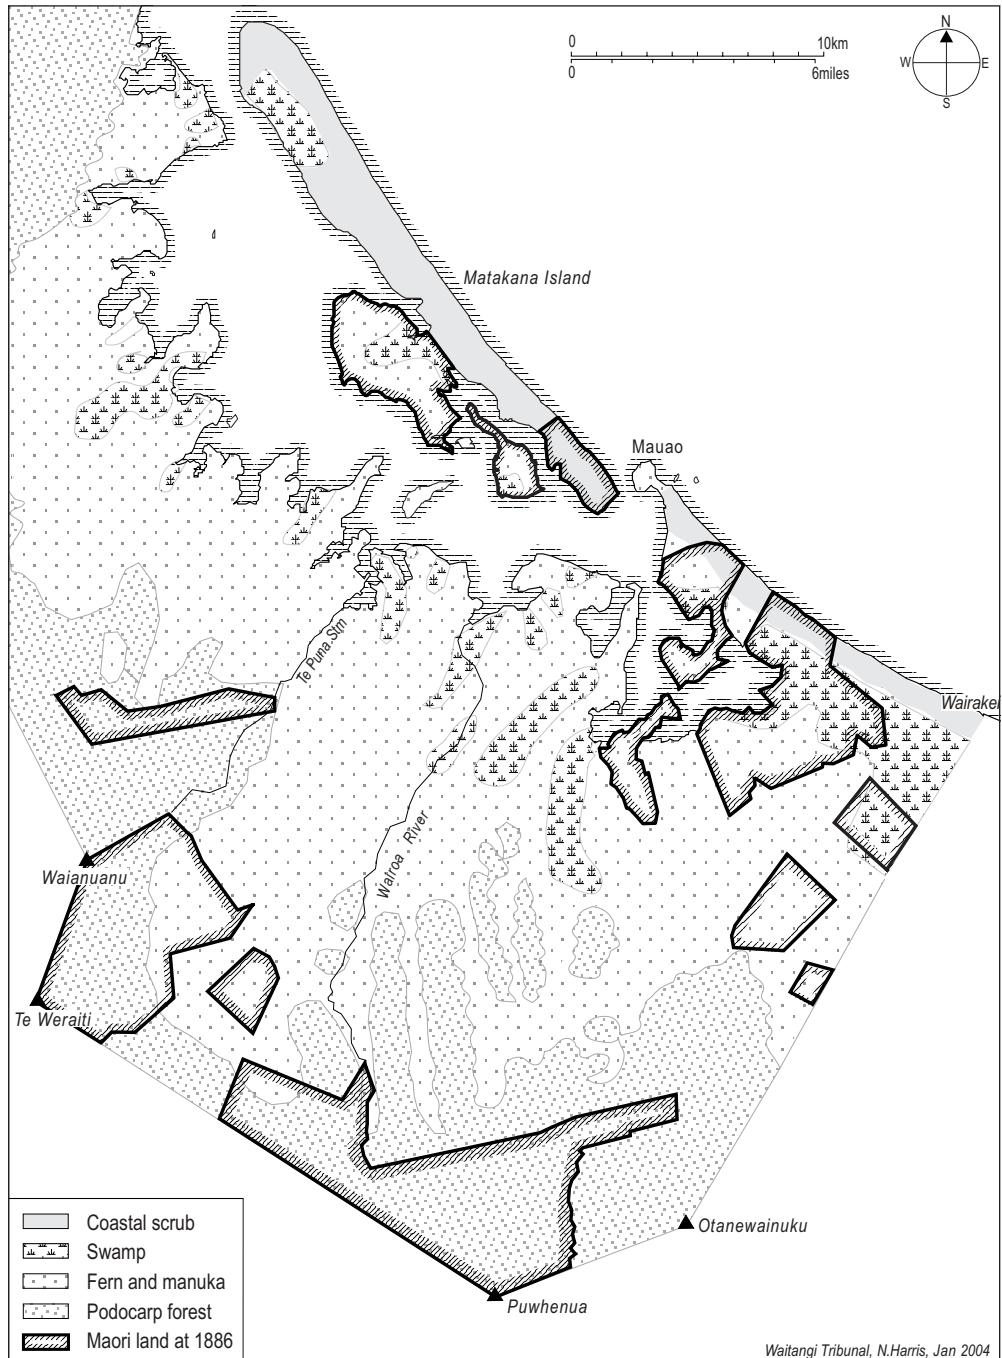 0 10km
0 6miles
N
W E
S
Matakana Island
Mauao
Te Puna Stm
Wairakei
Wairoa River
Waianuanu
Te Weraiti
Otanewainuku
Puwhenua
Coastal scrub
Swamp
Fern and manuka
Podocarp forest
Maori land at 1886
Waitangi Tribunal, N.Harris, Jan 2004